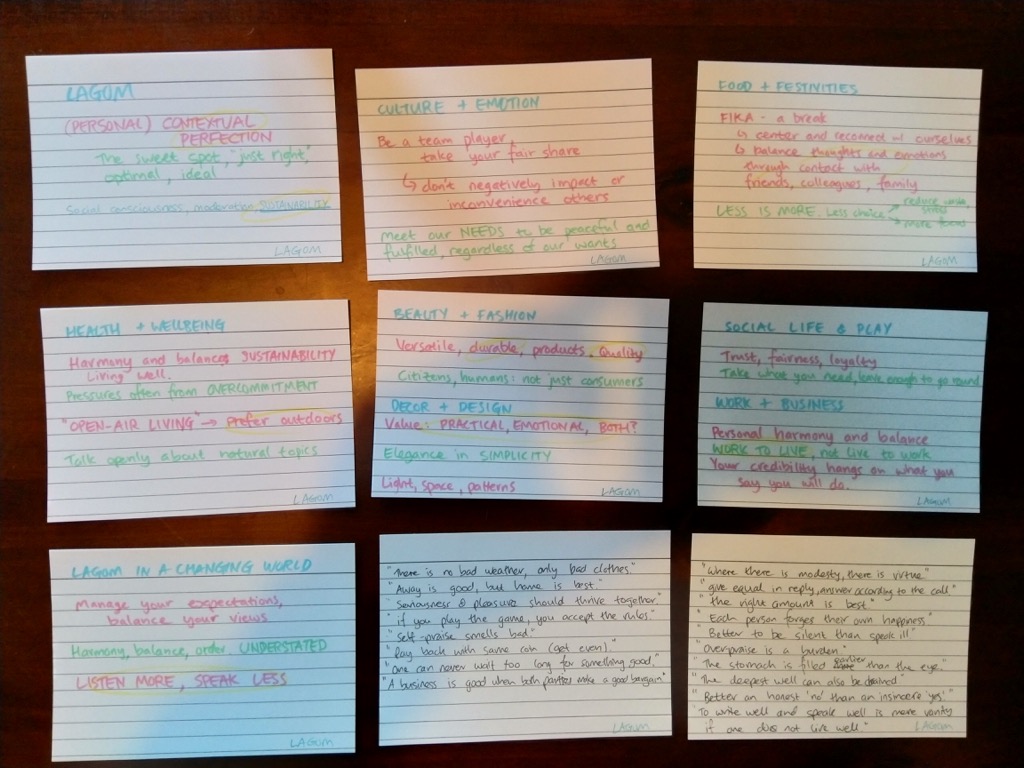 LAGOM
(PERSONAL) CONTEXTUAL
PERFECTION
The sweet spot, "just right",
optimal, ideal
Social consciousness, moderation, SUSTAINABILITY
LAGOM
CULTURE + EMOTION
Be a team player,
take your fair share
↳ don't negatively impact or
inconvenience others
Meet our NEEDS to be peaceful and
fulfilled, regardless of our wants
LAGOM
FOOD + FESTIVITIES
FIKA - a break
↳ center and reconnect w/ ourselves
↳ balance thoughts and emotions
through contact with
friends, colleagues, family
LESS IS MORE. Less choice → reduce
stress
→ more
LAGOM
HEALTH + WELLBEING
Harmony and balance, SUSTAINABILITY
Living well.
Pressures often from OVERCOMMITMENT
"OPEN-AIR LIVING" → Prefer outdoors
Talk openly about natural topics
LAGOM
BEAUTY + FASHION
Versatile, durable, products. Quality
Citizens, humans: not just consumers
DECOR + DESIGN
Value: PRACTICAL, EMOTIONAL, BOTH?
Elegance in SIMPLICITY
Light, space, patterns
LAGOM
SOCIAL LIFE & PLAY
Trust, fairness, loyalty
Take what you need, leave enough to go round
WORK + BUSINESS
Personal harmony and balance
WORK TO LIVE, not live to work
Your credibility hangs on what you
say you will do.
LAGOM
LAGOM IN A CHANGING WORLD
Manage your expectations,
balance your views
Harmony, balance, order. UNDERSTATED
LISTEN MORE, SPEAK LESS
LAGOM
"There is no bad weather, only bad clothes."
"Away is good, but home is best"
"Seriousness & pleasure should thrive together"
"if you play the game, you accept the rules"
"Self-praise smells bad"
"Pay back with same coin (get even)"
"One can never wait too long for something good."
"A business is good when both parties make a good bargain"
LAGOM
"Where there is modesty, there is virtue"
"give equal in reply, answer according to the call"
"the right amount is best"
"Each person forges their own happiness"
"Better to be silent than speak ill"
"Overpraise is a burden"
"The stomach is filled earlier than the eye."
"The deepest well can also be drained"
"Better an honest 'no' than an insincere 'yes'"
"To write well and speak well is mere vanity
if one does not live well."
LAGOM